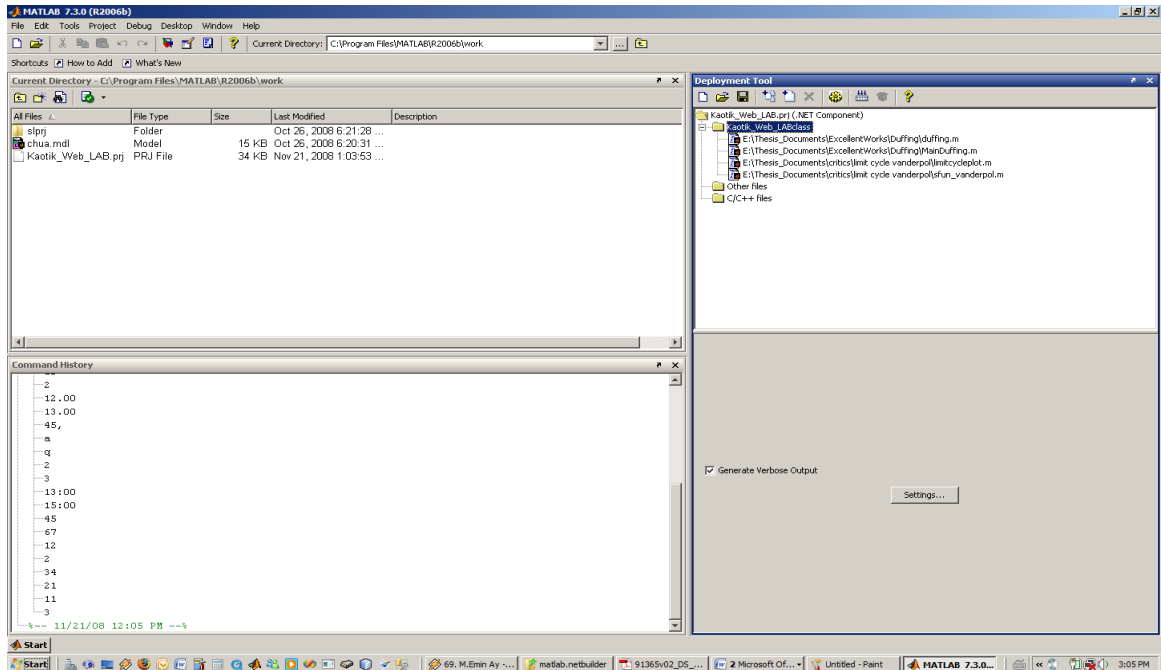 MATLAB 7.3.0 (R2006b)
File Edit Tools Project Debug Desktop Window Help
Current Directory: C:\Program Files\MATLAB\R2006b\work
Shortcuts How to Add What's New
Current Directory - C:\Program Files\MATLAB\R2006b\work
All Files File Type Size Last Modified Description
slprj Folder Oct 26, 2008 6:21:28 ...
chua.mdl Model 15 KB Oct 26, 2008 6:20:31 ...
Kaotik_Web_LAB.prj PRJ File 34 KB Nov 21, 2008 1:03:53 ...
Command History
2
12.00
13.00
45,
a
q
2
3
13:00
15:00
45
67
12
2
34
21
11
3
%-- 11/21/08 12:05 PM --%
Deployment Tool
Kaotik_Web_LAB.prj (.NET Component)
Kaotik_Web_LABclass
E:\Thesis_Documents\ExcellentWorks\Duffing\duffing.m
E:\Thesis_Documents\ExcellentWorks\Duffing\MainDuffing.m
E:\Thesis_Documents\critics\limit cycle vanderpol\limitcycleplot.m
E:\Thesis_Documents\critics\limit cycle vanderpol\sfun_vanderpol.m
Other files
C/C++ files
Generate Verbose Output
Settings...
Start
Start 69. M.Emin Ay -... matlab.netbuilder 91365v02_DS_... 2 Microsoft Of... Untitled - Paint MATLAB 7.3.0... 3:05 PM